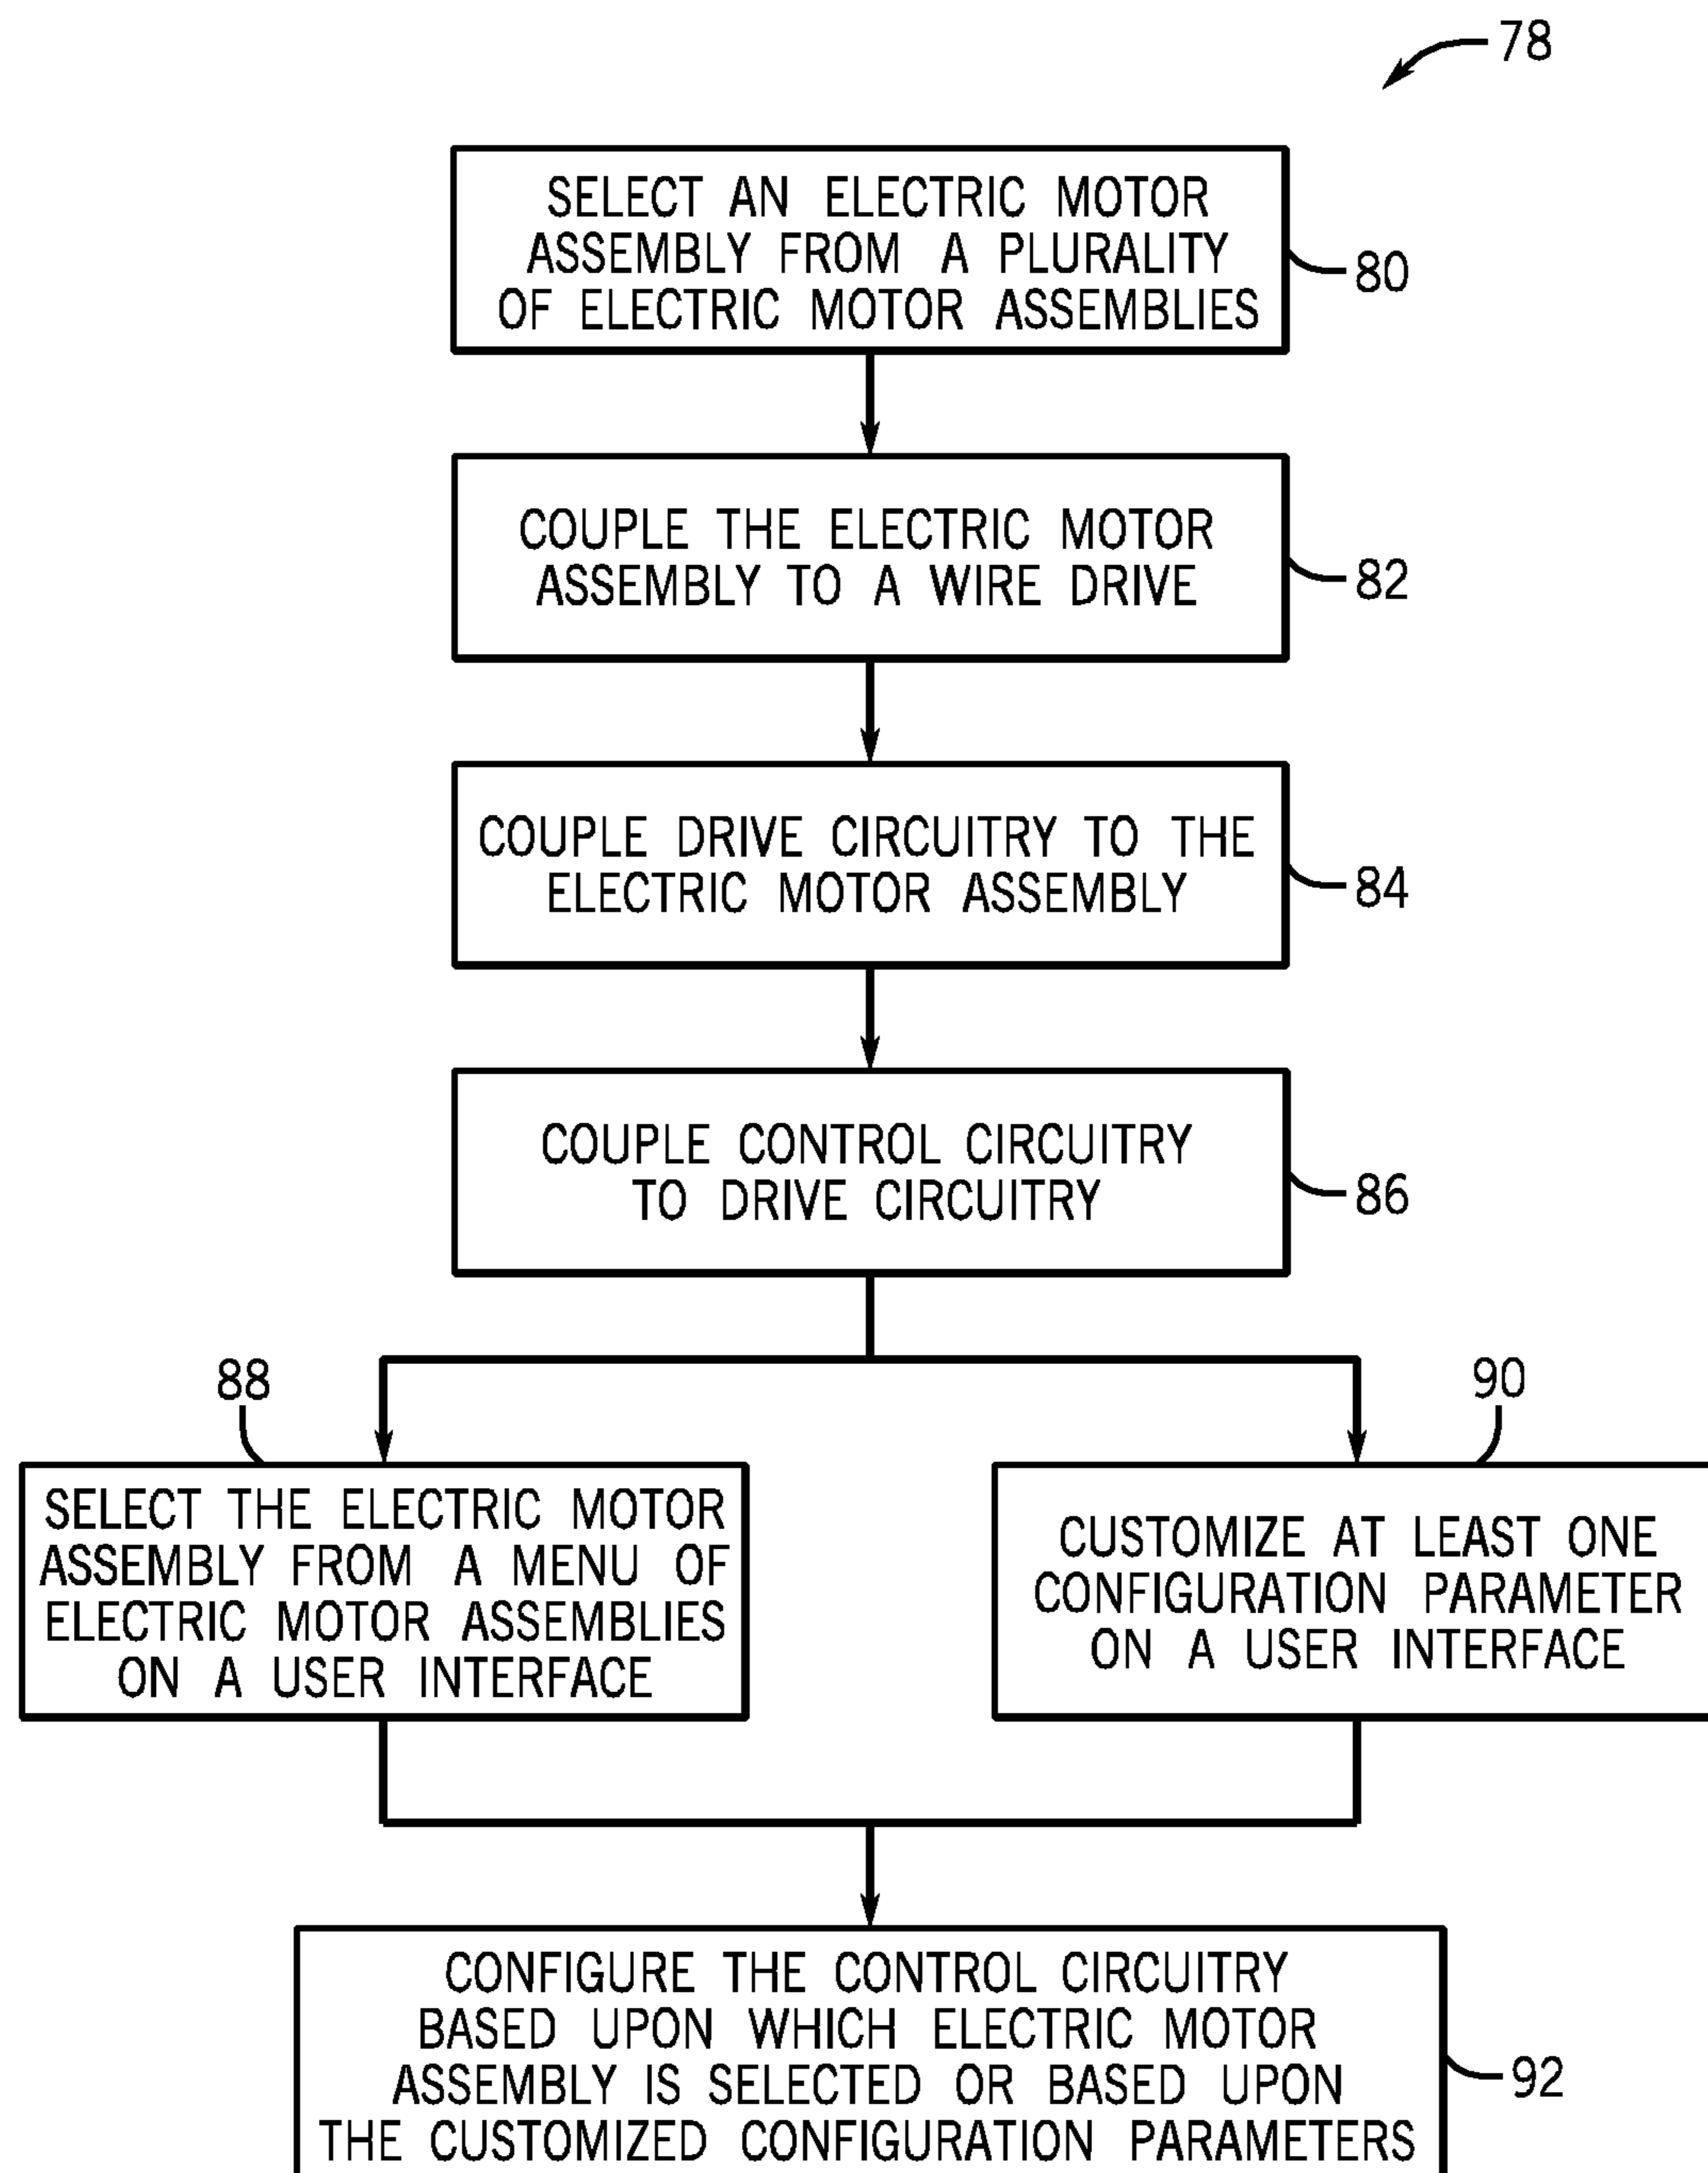 78
SELECT AN ELECTRIC MOTOR
ASSEMBLY FROM A PLURALITY
OF ELECTRIC MOTOR ASSEMBLIES
80
COUPLE THE ELECTRIC MOTOR
ASSEMBLY TO A WIRE DRIVE
82
COUPLE DRIVE CIRCUITRY TO THE
ELECTRIC MOTOR ASSEMBLY
84
COUPLE CONTROL CIRCUITRY
TO DRIVE CIRCUITRY
86
88
SELECT THE ELECTRIC MOTOR
ASSEMBLY FROM A MENU OF
ELECTRIC MOTOR ASSEMBLIES
ON A USER INTERFACE
90
CUSTOMIZE AT LEAST ONE
CONFIGURATION PARAMETER
ON A USER INTERFACE
CONFIGURE THE CONTROL CIRCUITRY
BASED UPON WHICH ELECTRIC MOTOR
ASSEMBLY IS SELECTED OR BASED UPON
THE CUSTOMIZED CONFIGURATION PARAMETERS
92